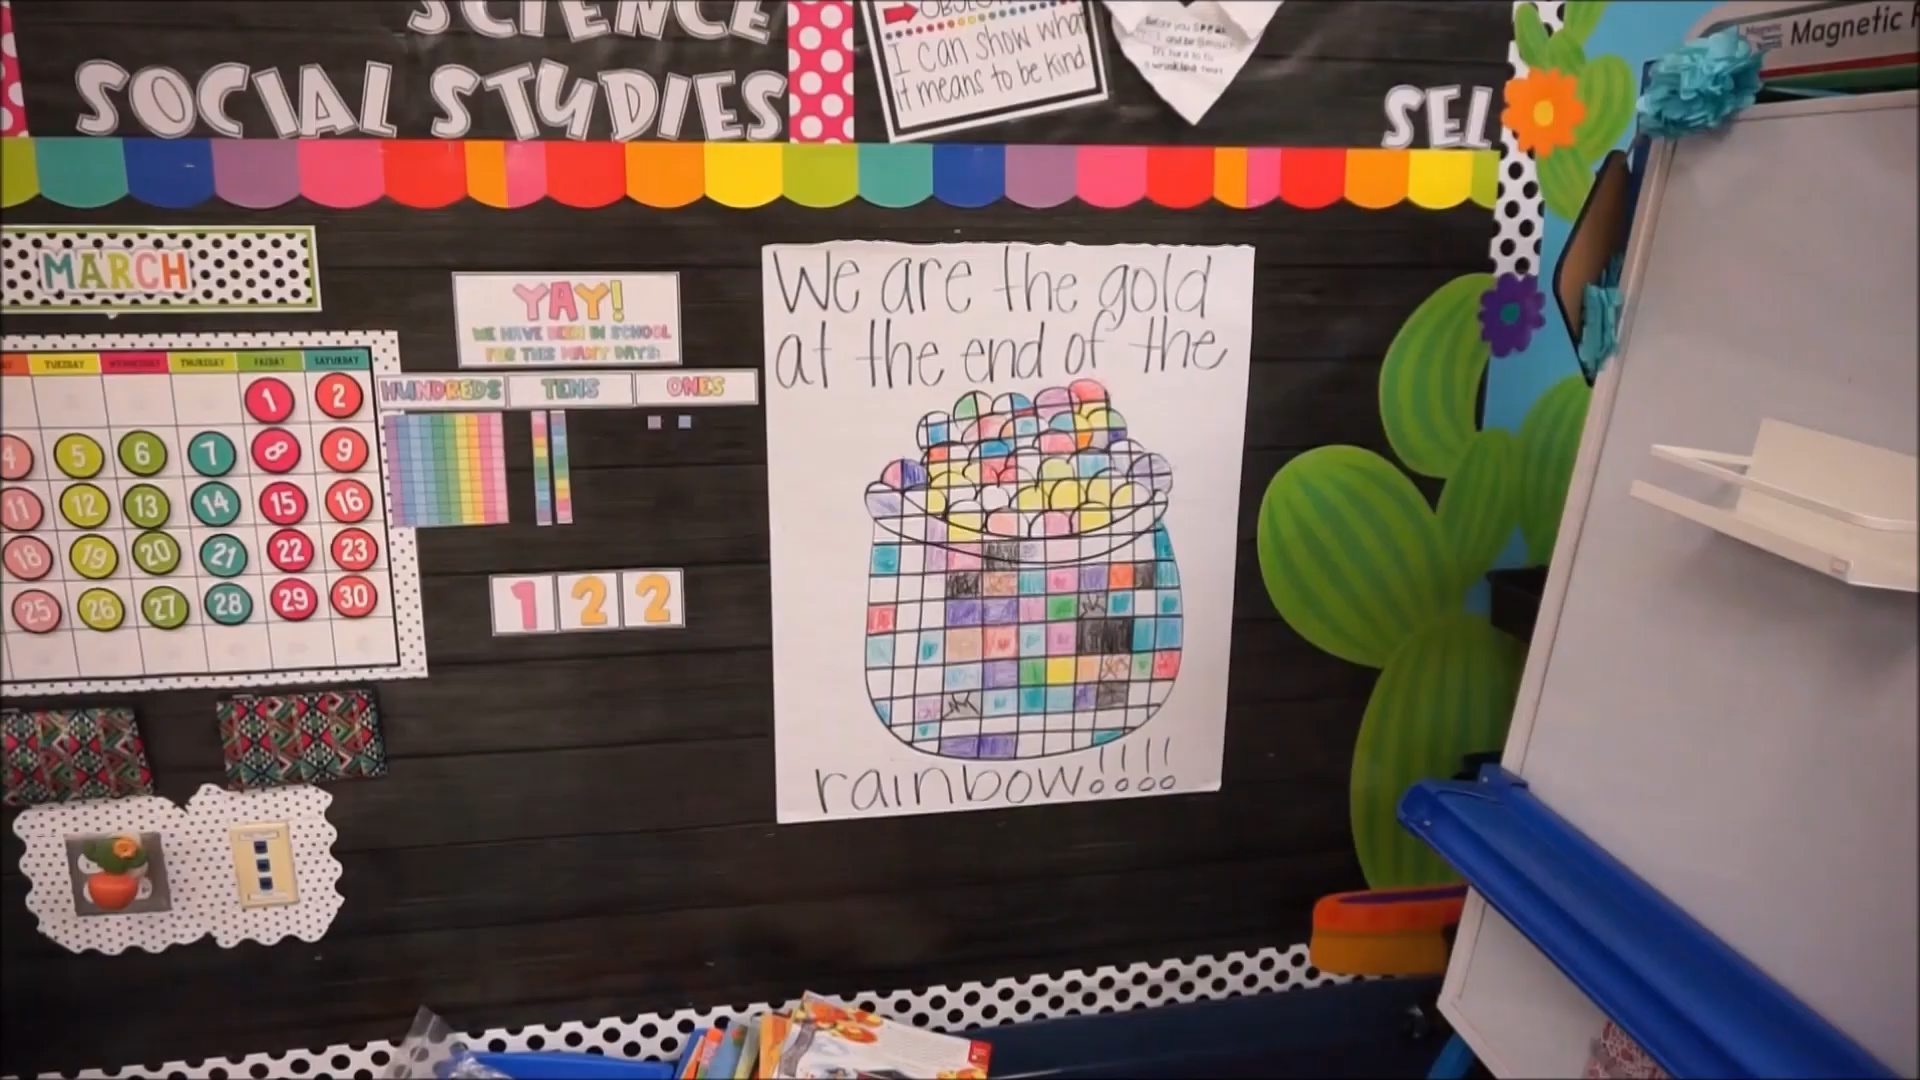 SCIENCE
SOCIAL STUDIES
I can show what
it means to be kind.
SEL
Magnetic
MARCH
TUESDAY WEDNESDAY THURSDAY FRIDAY SATURDAY
1 2
4 5 6 7 8 9
11 12 13 14 15 16
18 19 20 21 22 23
25 26 27 28 29 30
YAY!
WE HAVE BEEN IN SCHOOL
FOR THIS MANY DAYS:
HUNDREDS TENS ONES
1 2 2
We are the gold
at the end of the
rainbow!!!!